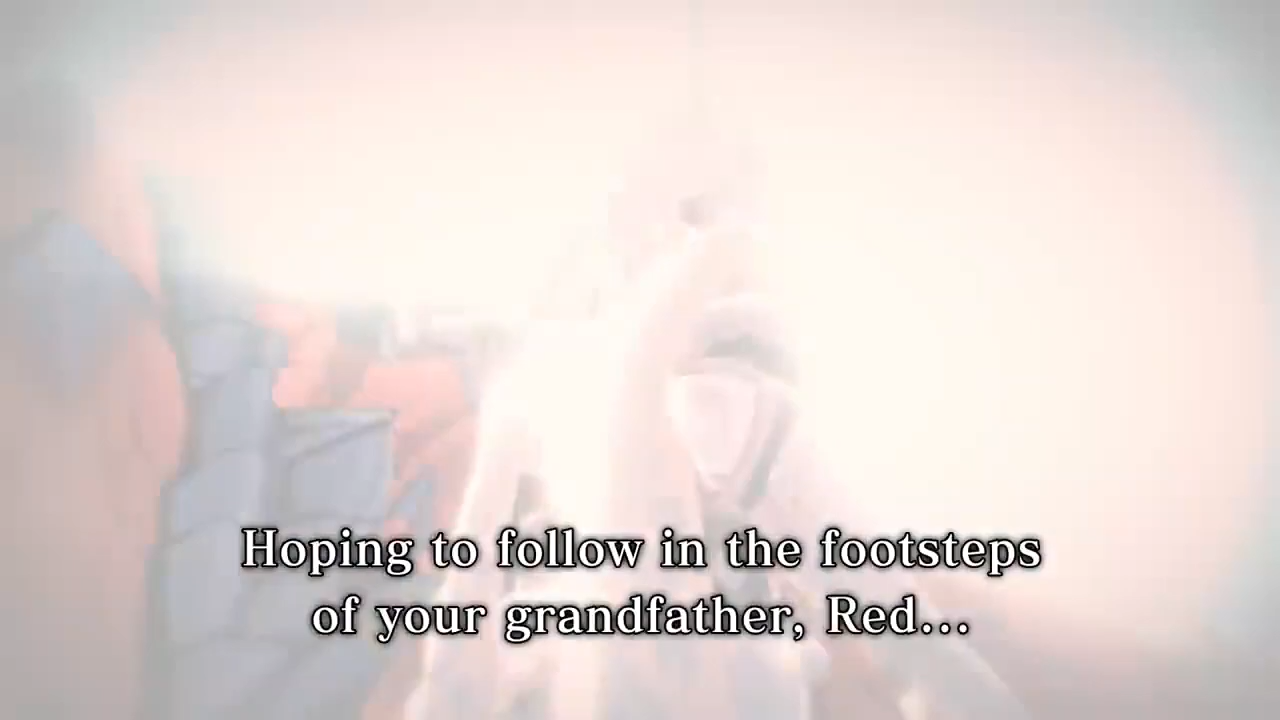 Hoping to follow in the footsteps
of your grandfather, Red...